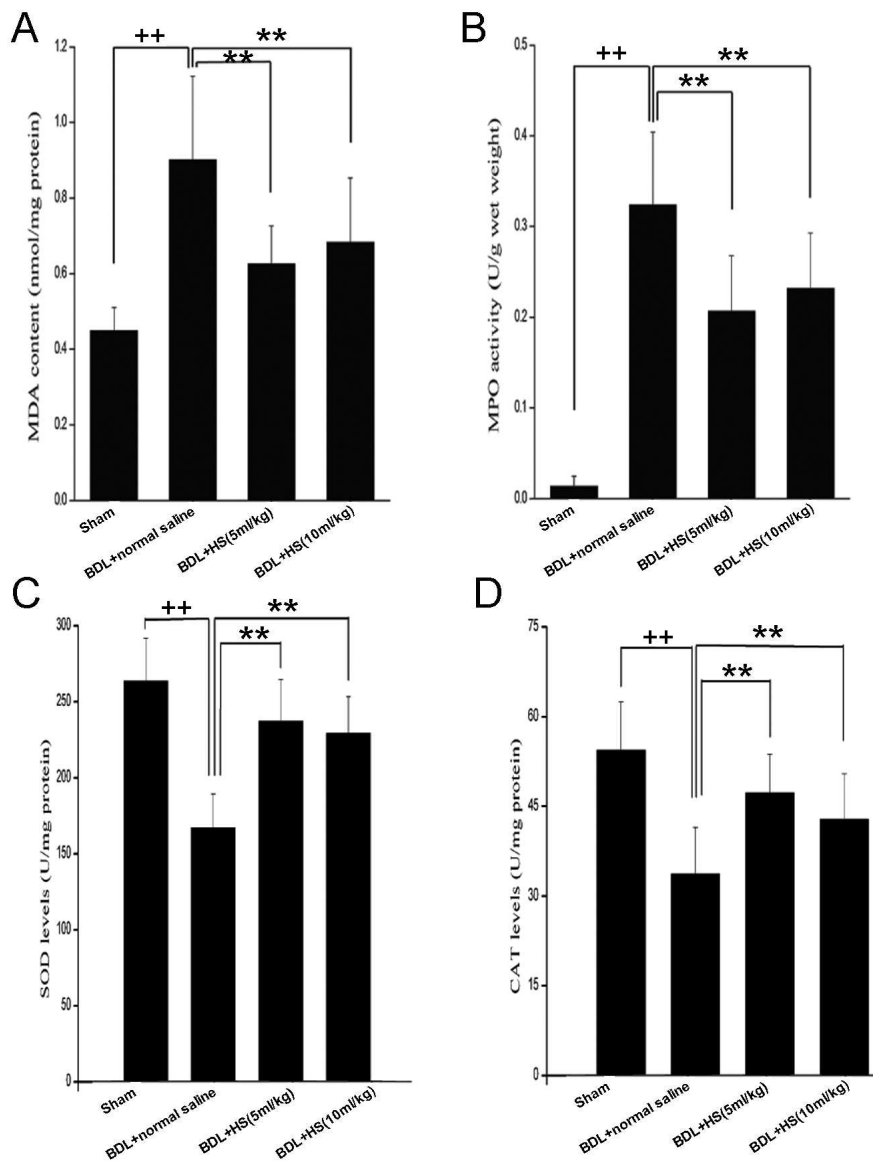 A
++
**
**
MDA content (nmol/mg protein)
1.2
1.0
0.8
0.6
0.4
0.2
0.0
Sham
BDL+normal saline
BDL+HS(5ml/kg)
BDL+HS(10ml/kg)
B
++
**
**
MPO activity (U/g wet weight)
0.5
0.4
0.3
0.2
0.1
0.0
Sham
BDL+normal saline
BDL+HS(5ml/kg)
BDL+HS(10ml/kg)
C
++
**
**
SOD levels (U/mg protein)
300
250
200
150
100
50
0
Sham
BDL+normal saline
BDL+HS(5ml/kg)
BDL+HS(10ml/kg)
D
++
**
**
CAT levels (U/mg protein)
75
60
45
30
15
0
Sham
BDL+normal saline
BDL+HS(5ml/kg)
BDL+HS(10ml/kg)